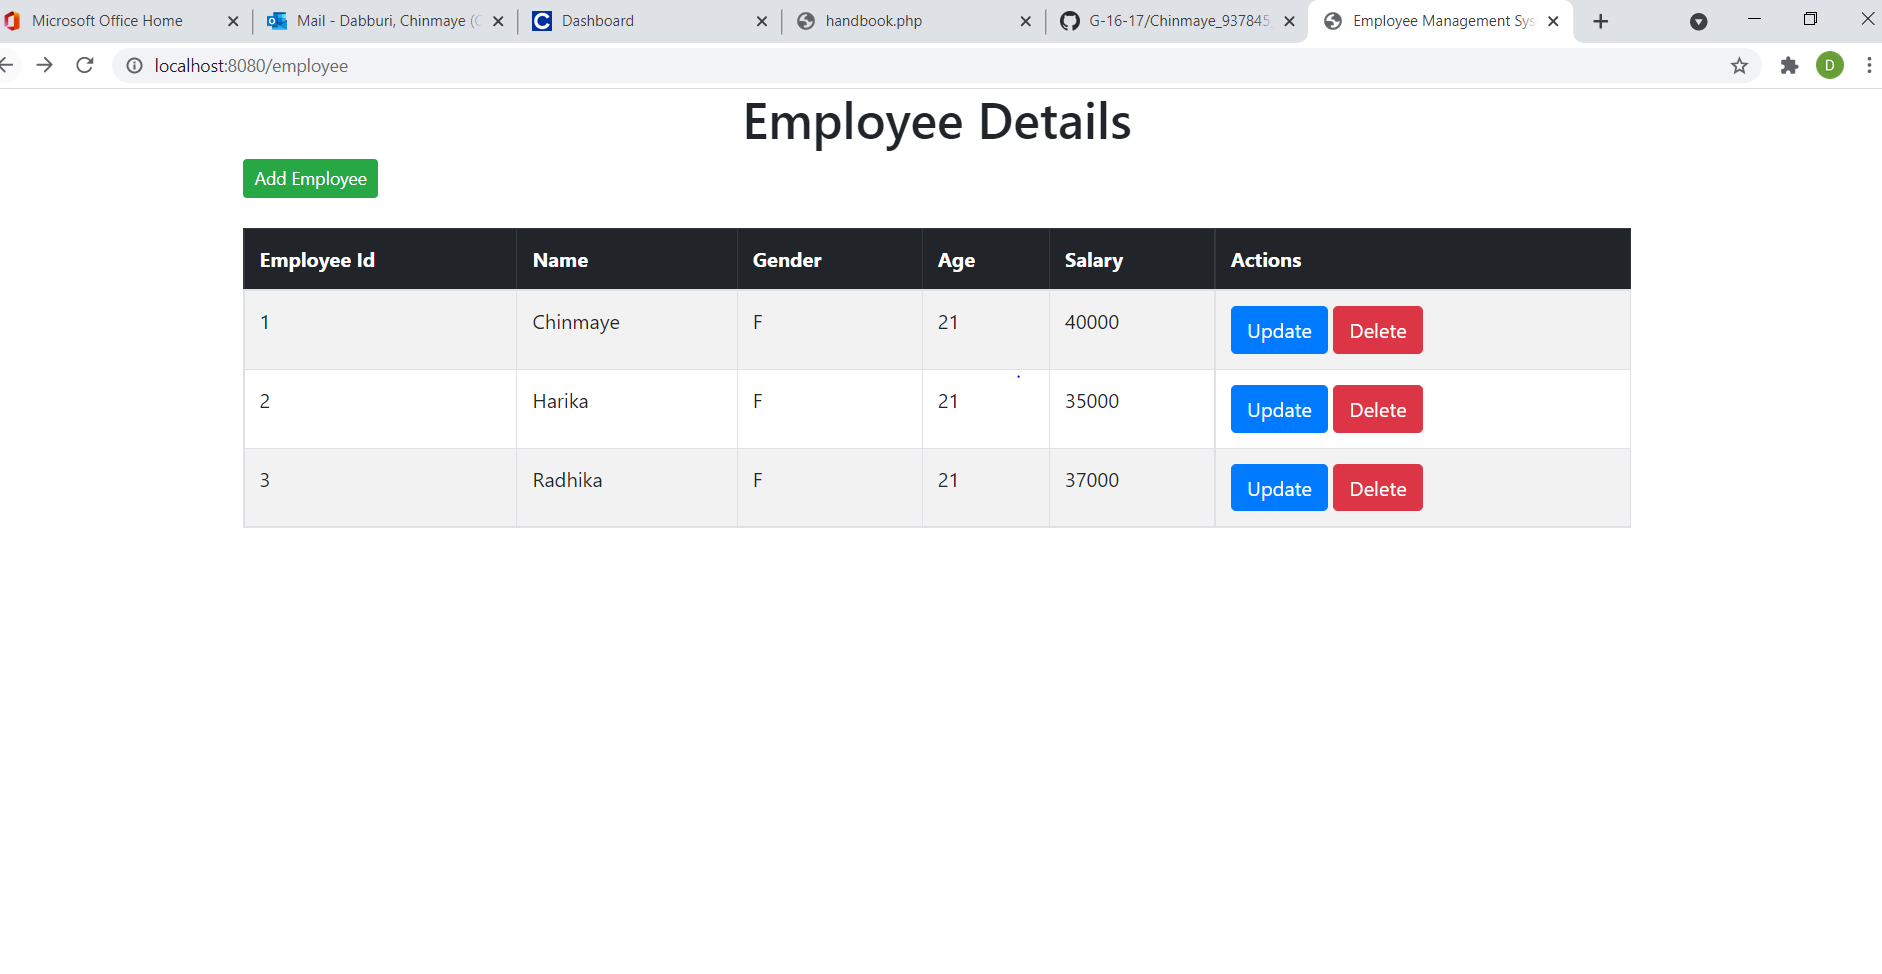 Microsoft Office Home
Mail - Dabburi, Chinmaye (C
Dashboard
handbook.php
G-16-17/Chinmaye_937845
Employee Management Sys
localhost:8080/employee
D
Employee Details
Add Employee
Employee Id Name Gender Age Salary Actions
1 Chinmaye F 21 40000 Update Delete
2 Harika F 21 35000 Update Delete
3 Radhika F 21 37000 Update Delete